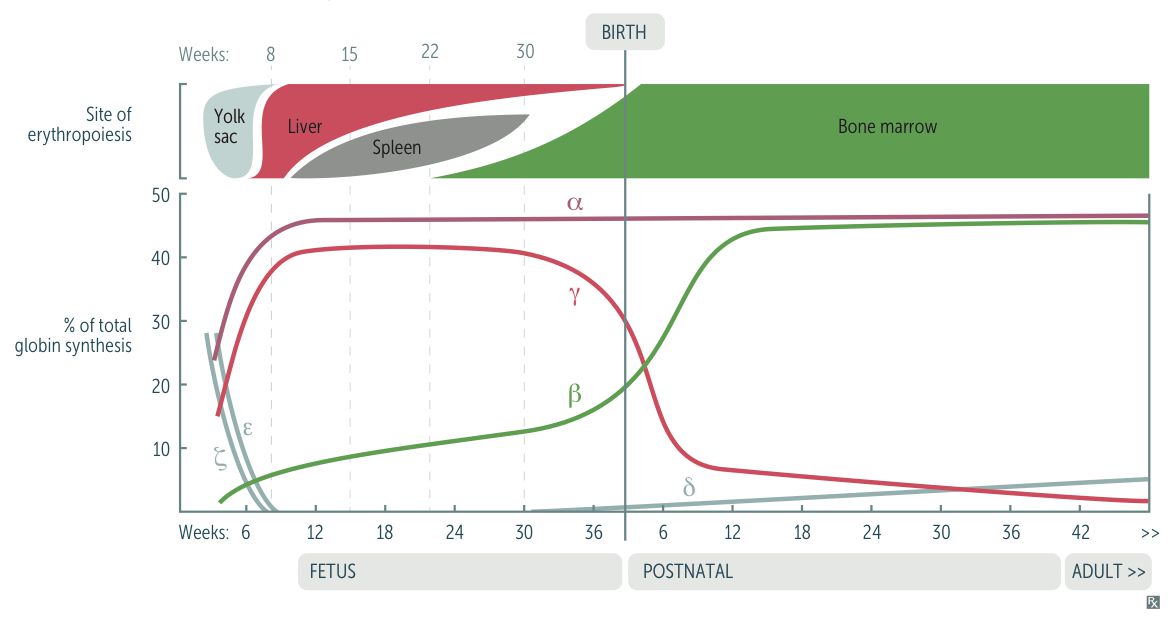 BIRTH
Weeks: 8 15 22 30
Site of
erythropoiesis
Yolk
sac
Liver
Spleen
Bone marrow
50
40
30
20
10
% of total
globin synthesis
α
γ
β
ε
ζ
δ
Weeks: 6 12 18 24 30 36 6 12 18 24 30 36 42 >>
FETUS
POSTNATAL
ADULT >>
Rx